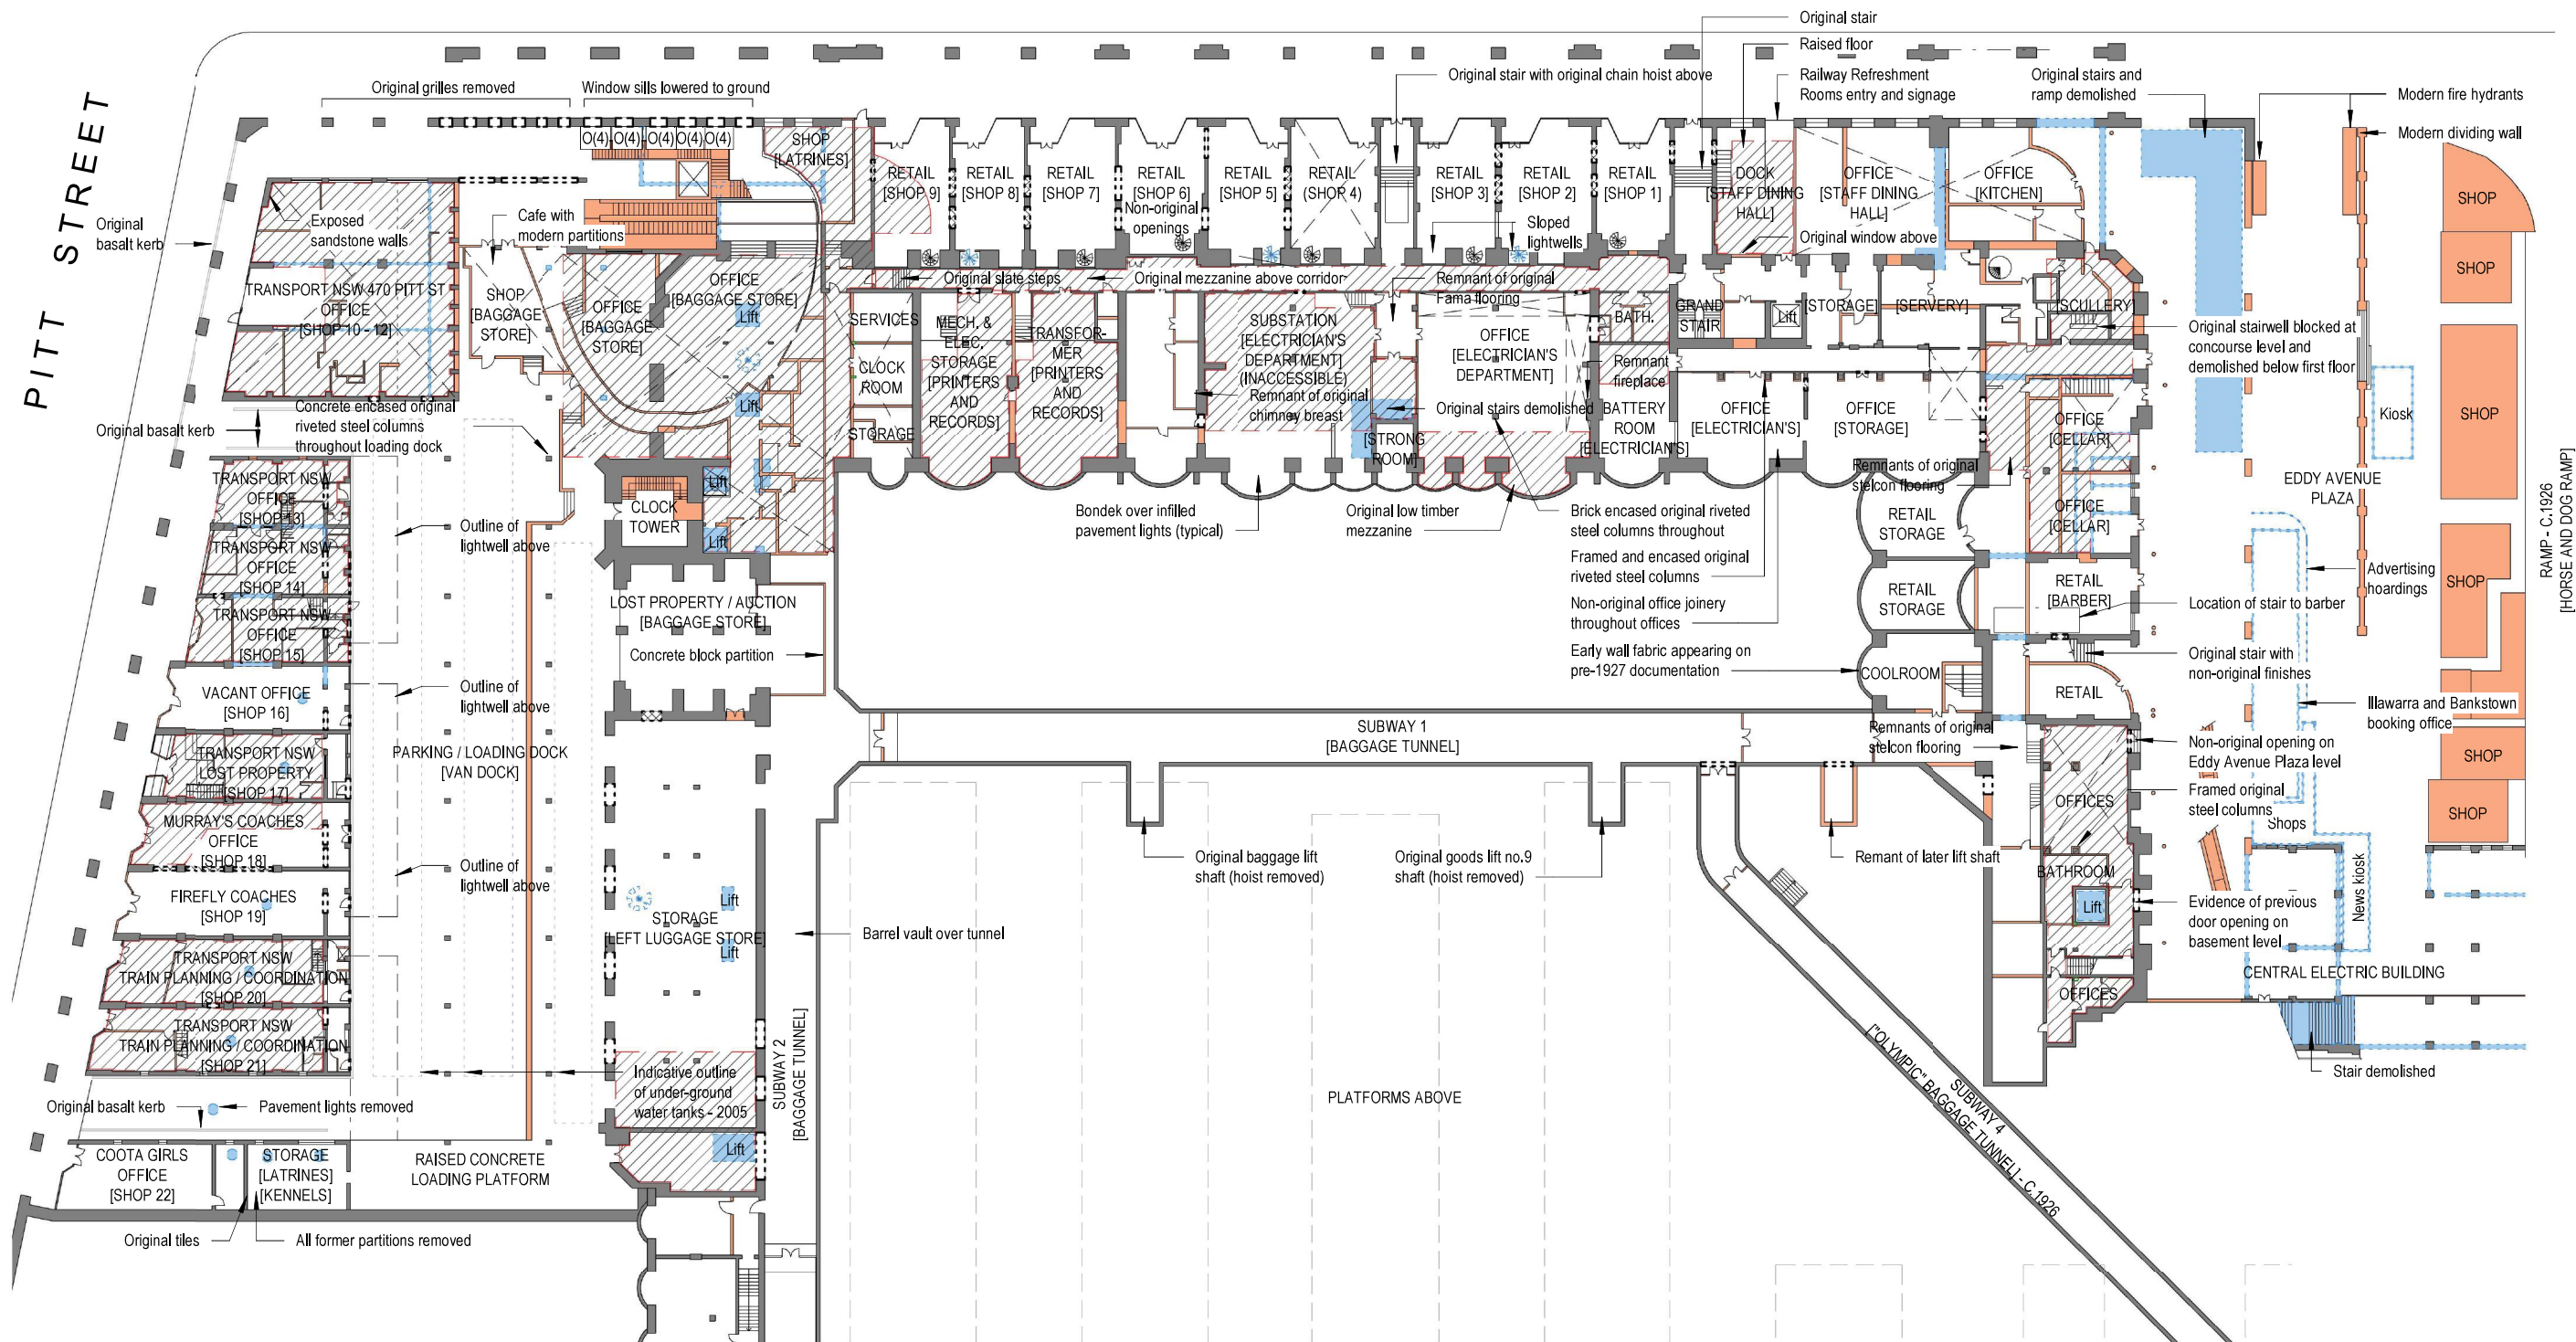 Original stair
Raised floor
Original stair with original chain hoist above
Railway Refreshment
Rooms entry and signage
Original stairs and
ramp demolished
Modern fire hydrants
Modern dividing wall
Original grilles removed
Window sills lowered to ground
PITT STREET
O(4)
O(4)
O(4)
O(4)
O(4)
SHOP
[LATRINES]
RETAIL
[SHOP 9]
RETAIL
[SHOP 8]
RETAIL
[SHOP 7]
RETAIL
[SHOP 6]
Non-original
openings
RETAIL
[SHOP 5]
RETAIL
(SHOP 4)
RETAIL
[SHOP 3]
RETAIL
[SHOP 2]
Sloped
lightwells
RETAIL
[SHOP 1]
DOCK
[STAFF DINING
HALL]
OFFICE
[STAFF DINING
HALL]
OFFICE
[KITCHEN]
SHOP
SHOP
SHOP
SHOP
SHOP
SHOP
Original
basalt kerb
Exposed
sandstone walls
Cafe with
modern partitions
Original window above
TRANSPORT NSW 470 PITT ST
OFFICE
[SHOP 10 - 12]
SHOP
[BAGGAGE
STORE]
OFFICE
[BAGGAGE
STORE]
OFFICE
[BAGGAGE STORE]
Lift
Original slate steps
Original mezzanine above corridor
Remnant of original
Fama flooring
SERVICES
CLOCK
ROOM
STORAGE
MECH. &
ELEC.
STORAGE
[PRINTERS
AND
RECORDS]
TRANSFOR-
MER
[PRINTERS
AND
RECORDS]
SUBSTATION
[ELECTRICIAN'S
DEPARTMENT]
(INACCESSIBLE)
Remnant of original
chimney breast
OFFICE
[ELECTRICIAN'S
DEPARTMENT]
Original stairs demolished
[STRONG
ROOM]
BATH.
Remnant
fireplace
BATTERY
ROOM
[ELECTRICIAN'S]
GRAND
STAIR
Lift
[STORAGE]
[SERVERY]
[SCULLERY]
OFFICE
[ELECTRICIAN'S]
OFFICE
[STORAGE]
OFFICE
[CELLAR]
OFFICE
[CELLAR]
Remnants of original
stelcon flooring
Original stairwell blocked at
concourse level and
demolished below first floor
Kiosk
EDDY AVENUE
PLAZA
RAMP - C.1926
[HORSE AND DOG RAMP]
Concrete encased original
riveted steel columns
throughout loading dock
Original basalt kerb
Lift
Lift
Lift
CLOCK
TOWER
TRANSPORT NSW
OFFICE
[SHOP 13]
TRANSPORT NSW
OFFICE
[SHOP 14]
TRANSPORT NSW
OFFICE
[SHOP 15]
Outline of
lightwell above
Bondek over infilled
pavement lights (typical)
Original low timber
mezzanine
Brick encased original riveted
steel columns throughout
Framed and encased original
riveted steel columns
Non-original office joinery
throughout offices
Early wall fabric appearing on
pre-1927 documentation
RETAIL
STORAGE
RETAIL
STORAGE
COOLROOM
RETAIL
[BARBER]
RETAIL
Advertising
hoardings
Location of stair to barber
Original stair with
non-original finishes
Illawarra and Bankstown
booking office
LOST PROPERTY / AUCTION
[BAGGAGE STORE]
Concrete block partition
VACANT OFFICE
[SHOP 16]
Outline of
lightwell above
TRANSPORT NSW
LOST PROPERTY
[SHOP 17]
PARKING / LOADING DOCK
[VAN DOCK]
SUBWAY 1
[BAGGAGE TUNNEL]
Remnants of original
stelcon flooring
Non-original opening on
Eddy Avenue Plaza level
Framed original
steel columns
Shops
OFFICES
MURRAY'S COACHES
OFFICE
[SHOP 18]
Outline of
lightwell above
Original baggage lift
shaft (hoist removed)
Original goods lift no.9
shaft (hoist removed)
Remant of later lift shaft
BATHROOM
Lift
Evidence of previous
door opening on
basement level
News kiosk
FIREFLY COACHES
[SHOP 19]
STORAGE
[LEFT LUGGAGE STORE]
Lift
Lift
Barrel vault over tunnel
TRANSPORT NSW
TRAIN PLANNING / COORDINATION
[SHOP 20]
CENTRAL ELECTRIC BUILDING
OFFICES
TRANSPORT NSW
TRAIN PLANNING / COORDINATION
[SHOP 21]
SUBWAY 2
[BAGGAGE TUNNEL]
Indicative outline
of under-ground
water tanks - 2005
SUBWAY 4
["OLYMPIC" BAGGAGE TUNNEL] - C.1926
Stair demolished
PLATFORMS ABOVE
Original basalt kerb
Pavement lights removed
Lift
COOTA GIRLS
OFFICE
[SHOP 22]
STORAGE
[LATRINES]
[KENNELS]
RAISED CONCRETE
LOADING PLATFORM
Original tiles
All former partitions removed